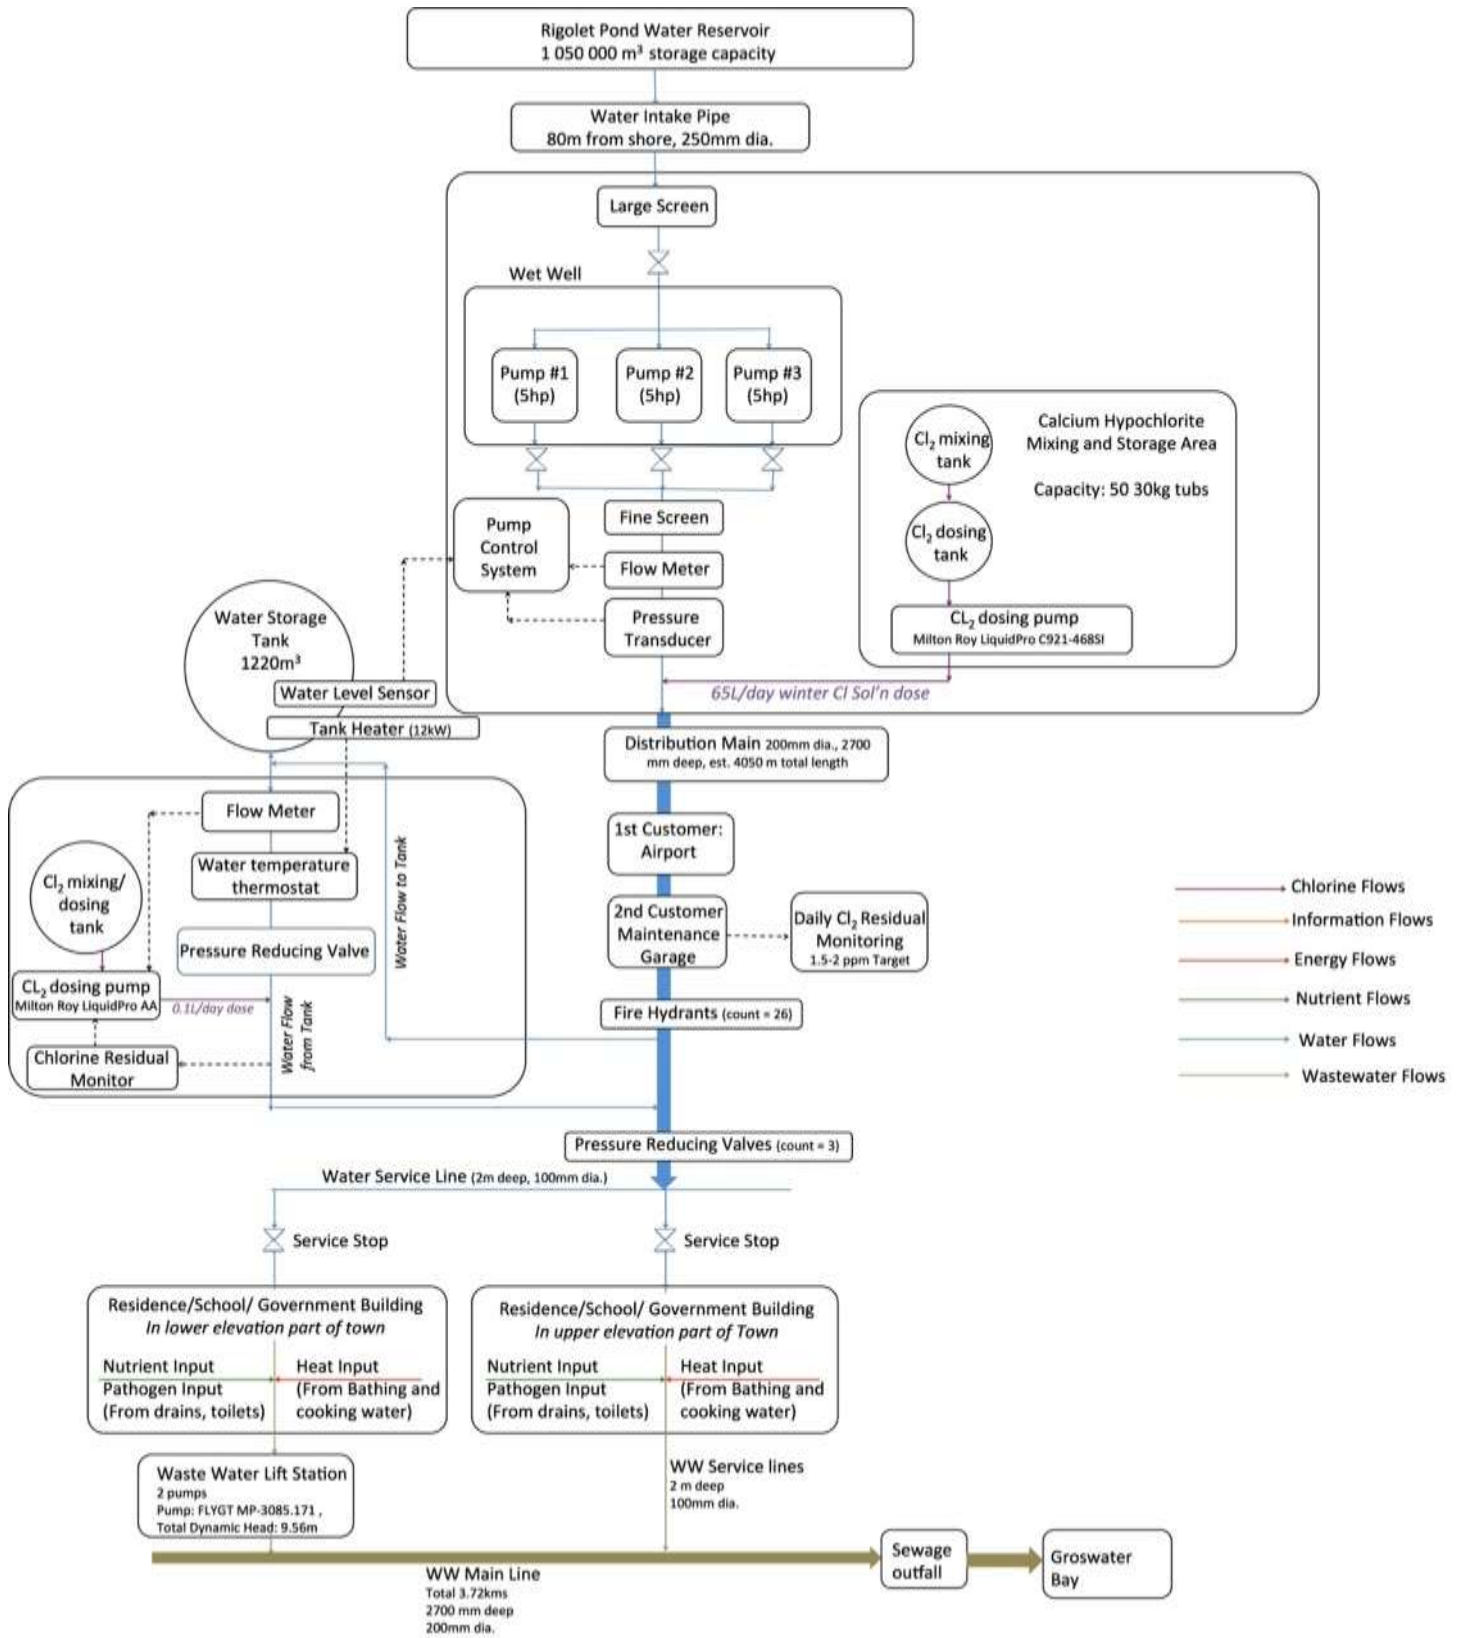 Rigolet Pond Water Reservoir
1 050 000 m³ storage capacity
Water Intake Pipe
80m from shore, 250mm dia.
Large Screen
Wet Well
Pump #1
(5hp)
Pump #2
(5hp)
Pump #3
(5hp)
Cl₂ mixing
tank
Calcium Hypochlorite
Mixing and Storage Area
Capacity: 50 30kg tubs
Cl₂ dosing
tank
CL₂ dosing pump
Milton Roy LiquidPro C921-468SI
65L/day winter Cl Sol'n dose
Pump
Control
System
Fine Screen
Flow Meter
Pressure
Transducer
Water Storage
Tank
1220m³
Water Level Sensor
Tank Heater (12kW)
Distribution Main 200mm dia., 2700
mm deep, est. 4050 m total length
Flow Meter
Water temperature
thermostat
Pressure Reducing Valve
Cl₂ mixing/
dosing
tank
CL₂ dosing pump
Milton Roy LiquidPro AA
0.1L/day dose
Chlorine Residual
Monitor
Water Flow
from Tank
Water Flow to Tank
1st Customer:
Airport
2nd Customer
Maintenance
Garage
Daily Cl₂ Residual
Monitoring
1.5-2 ppm Target
Fire Hydrants (count = 26)
Chlorine Flows
Information Flows
Energy Flows
Nutrient Flows
Water Flows
Wastewater Flows
Pressure Reducing Valves (count = 3)
Water Service Line (2m deep, 100mm dia.)
Service Stop
Service Stop
Residence/School/ Government Building
In lower elevation part of town
Nutrient Input
Pathogen Input
(From drains, toilets)
Heat Input
(From Bathing and
cooking water)
Residence/School/ Government Building
In upper elevation part of Town
Nutrient Input
Pathogen Input
(From drains, toilets)
Heat Input
(From Bathing and
cooking water)
Waste Water Lift Station
2 pumps
Pump: FLYGT MP-3085.171 ,
Total Dynamic Head: 9.56m
WW Service lines
2 m deep
100mm dia.
WW Main Line
Total 3.72kms
2700 mm deep
200mm dia.
Sewage
outfall
Groswater
Bay